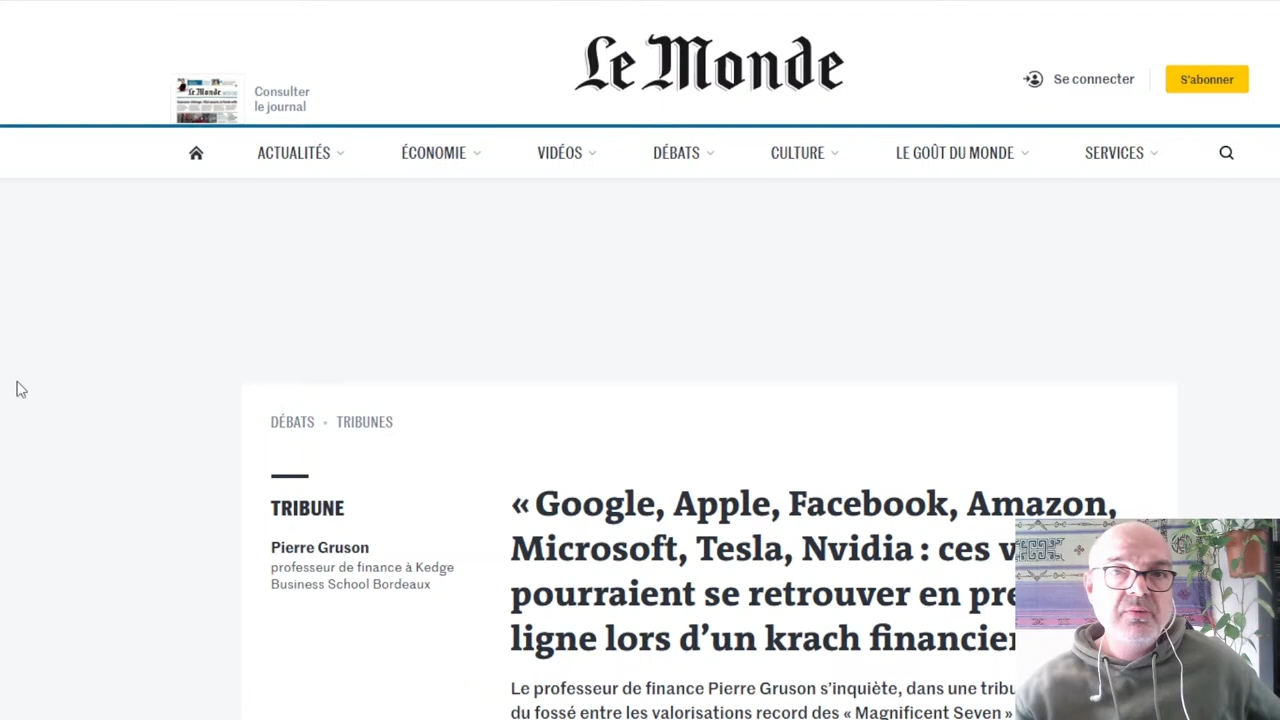 Le Monde
Consulter
le journal
Se connecter
S'abonner
ACTUALITÉS
ÉCONOMIE
VIDÉOS
DÉBATS
CULTURE
LE GOÛT DU MONDE
SERVICES
DÉBATS • TRIBUNES
TRIBUNE
Pierre Gruson
professeur de finance à Kedge
Business School Bordeaux
« Google, Apple, Facebook, Amazon,
Microsoft, Tesla, Nvidia : ces
pourraient se retrouver en
ligne lors d’un krach financier
Le professeur de finance Pierre Gruson s’inquiète, dans une
du fossé entre les valorisations record des « Magnificent Seven »